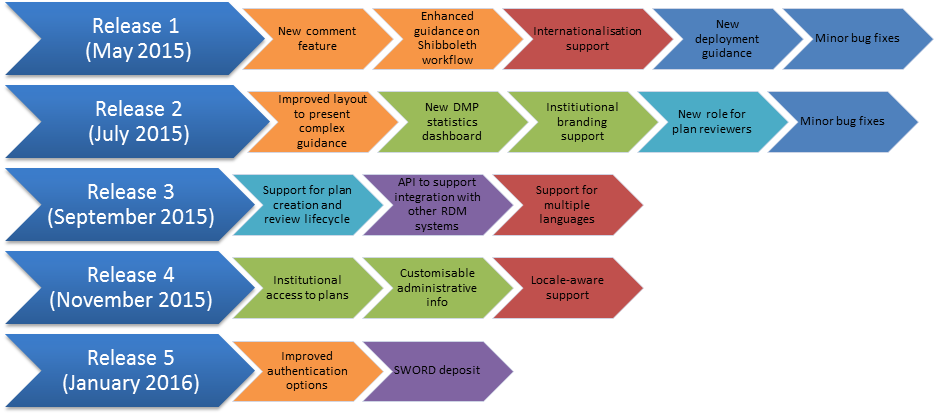 Release 1
(May 2015)
New comment
feature
Enhanced
guidance on
Shibboleth
workflow
Internationalisation
support
New
deployment
guidance
Minor bug fixes
Release 2
(July 2015)
Improved layout
to present
complex
guidance
New DMP
statistics
dashboard
Institiutional
branding
support
New role for
plan reviewers
Minor bug fixes
Release 3
(September 2015)
Support for plan
creation and
review lifecycle
API to support
integration with
other RDM
systems
Support for
multiple
languages
Release 4
(November 2015)
Institutional
access to plans
Customisable
administrative
info
Locale-aware
support
Release 5
(January 2016)
Improved
authentication
options
SWORD deposit